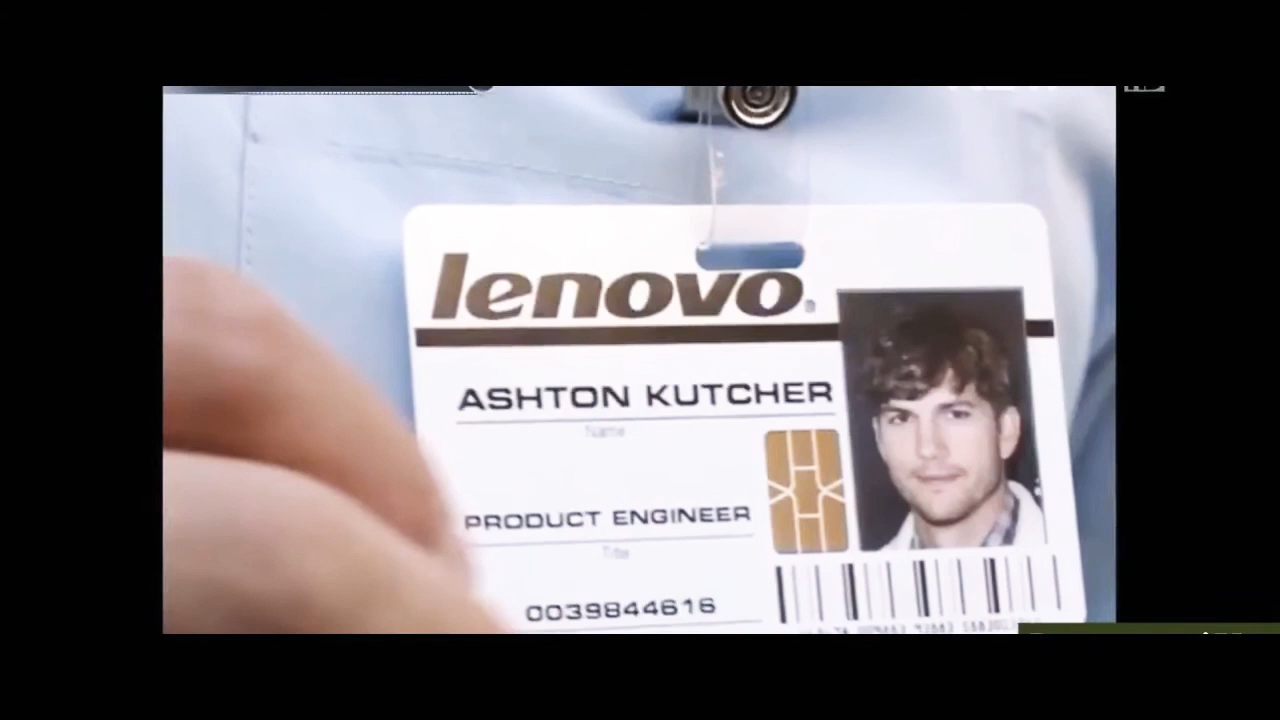 lenovo®
ASHTON KUTCHER
Name
PRODUCT ENGINEER
Title
0039844616